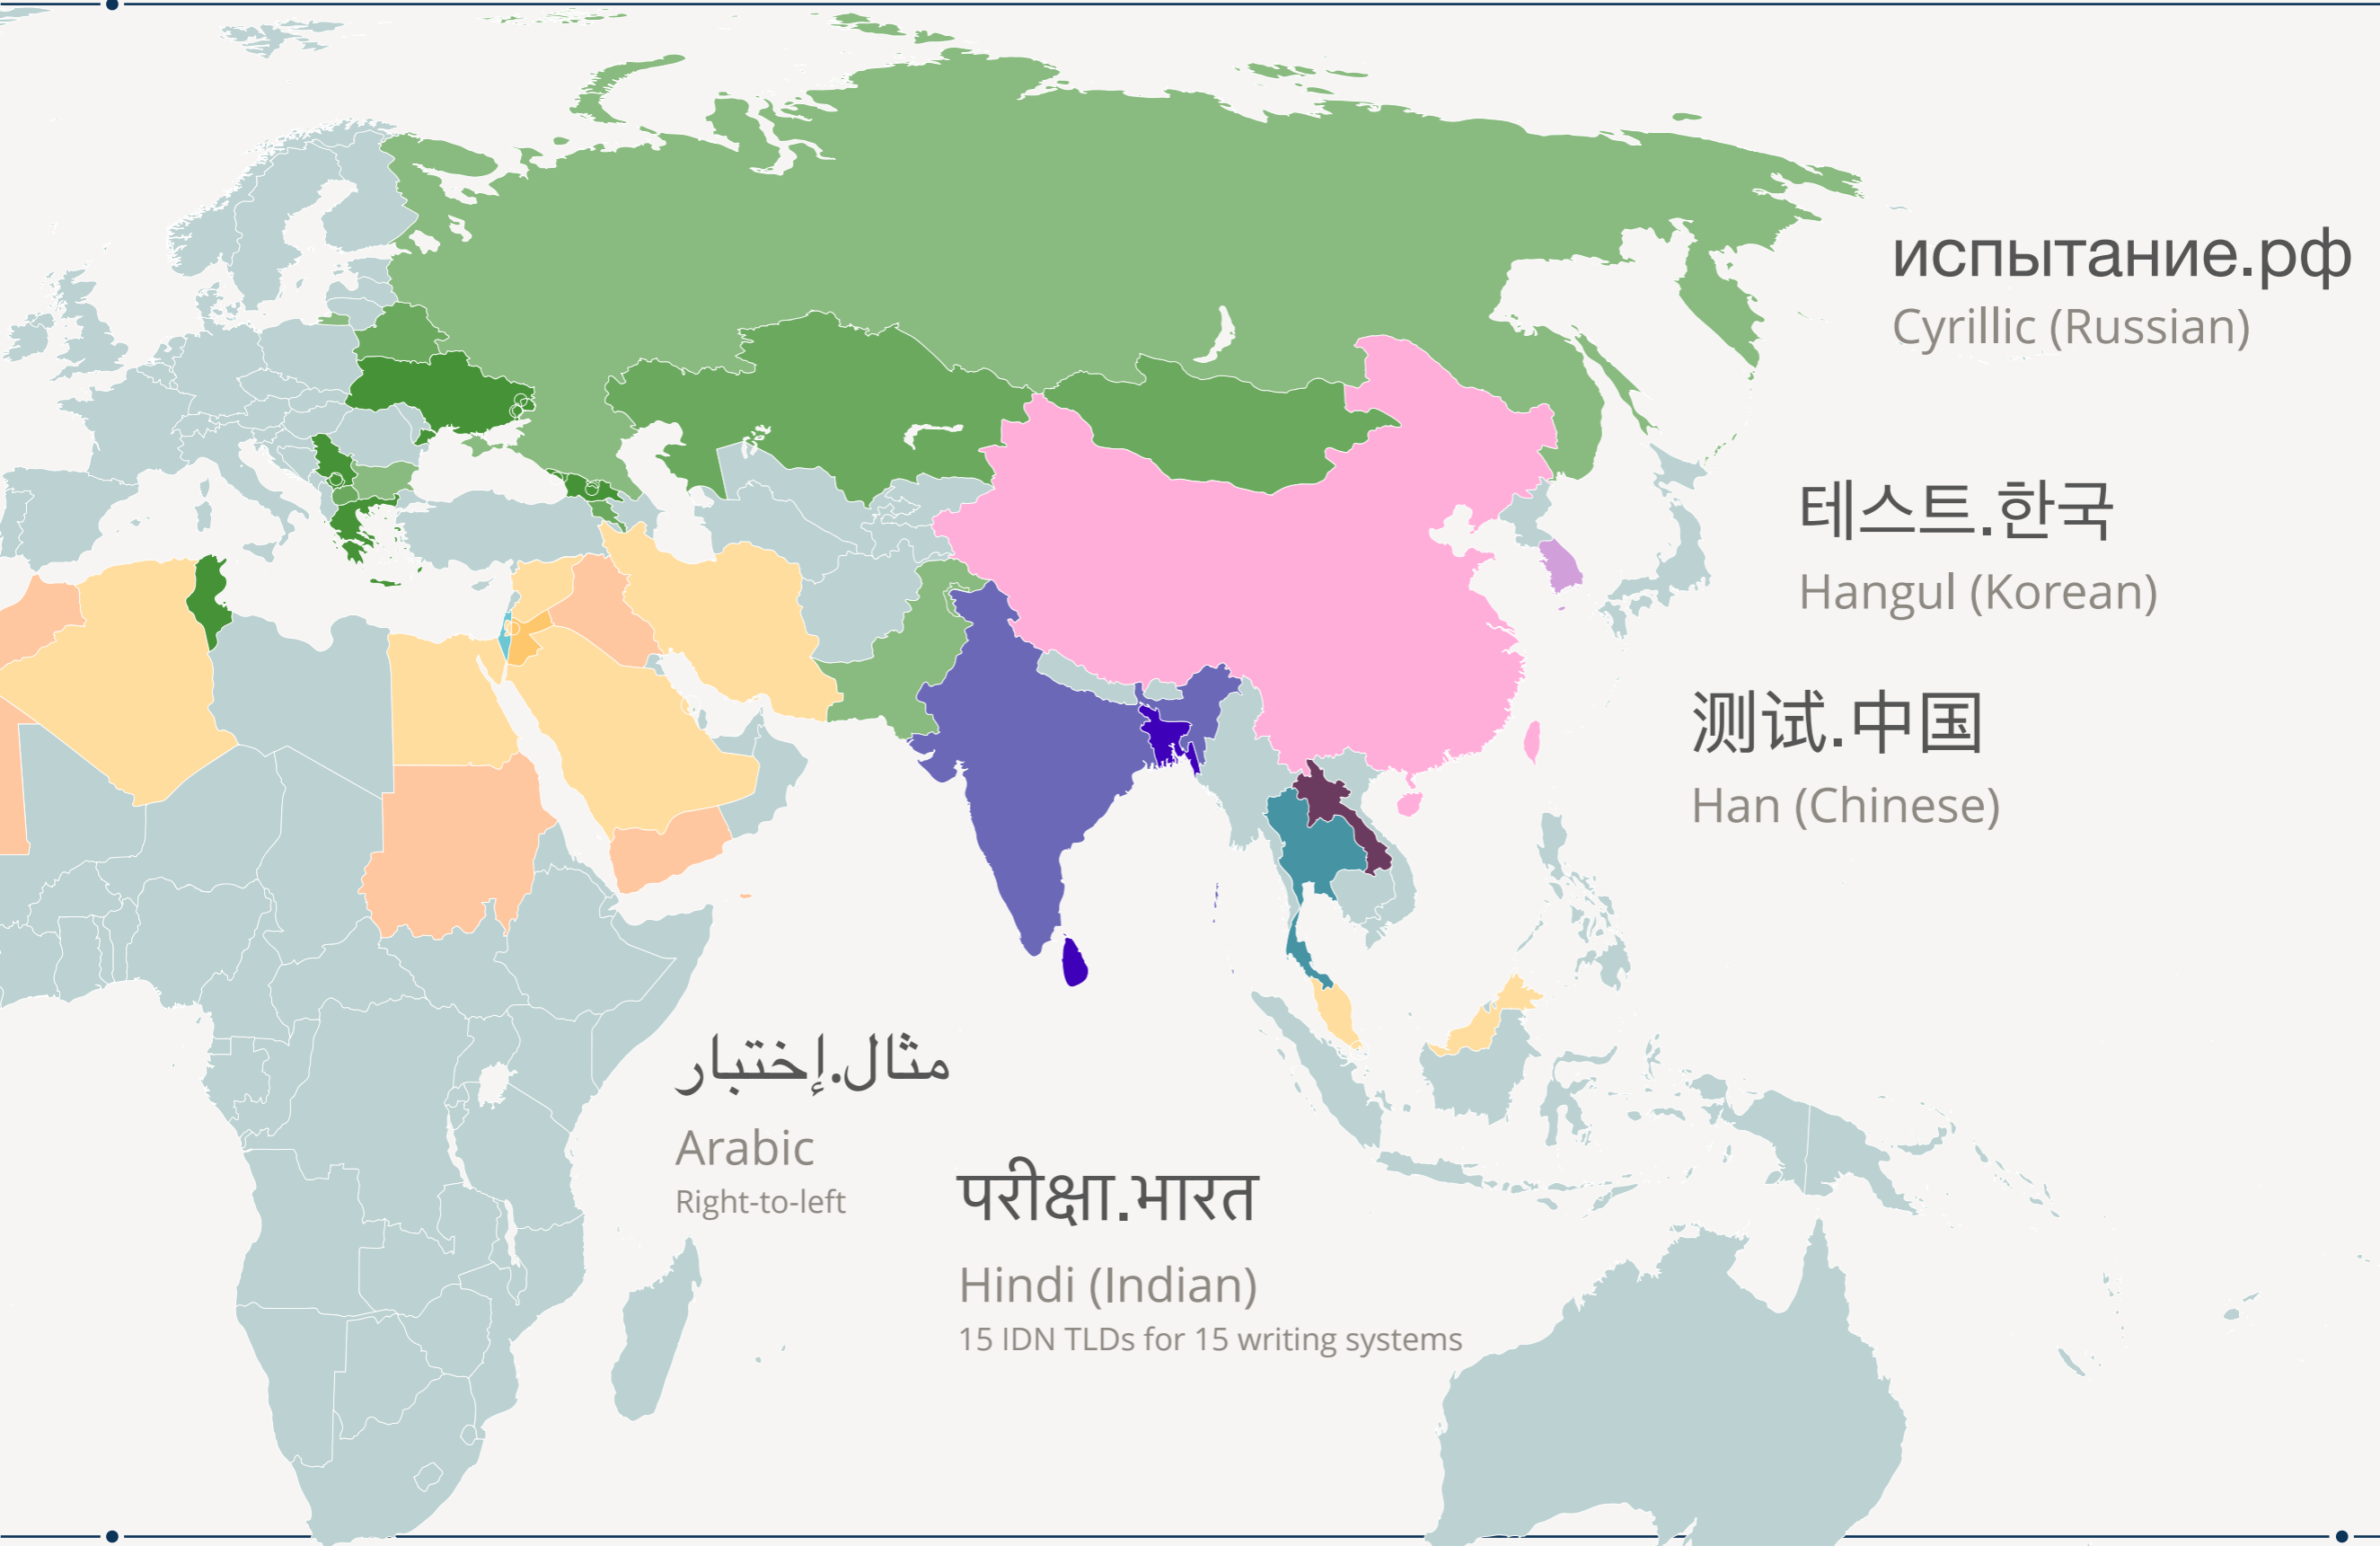 испытание.рф
Cyrillic (Russian)
테스트.한국
Hangul (Korean)
测试.中国
Han (Chinese)
مثال.إختبار
Arabic
Right-to-left
परीक्षा.भारत
Hindi (Indian)
15 IDN TLDs for 15 writing systems